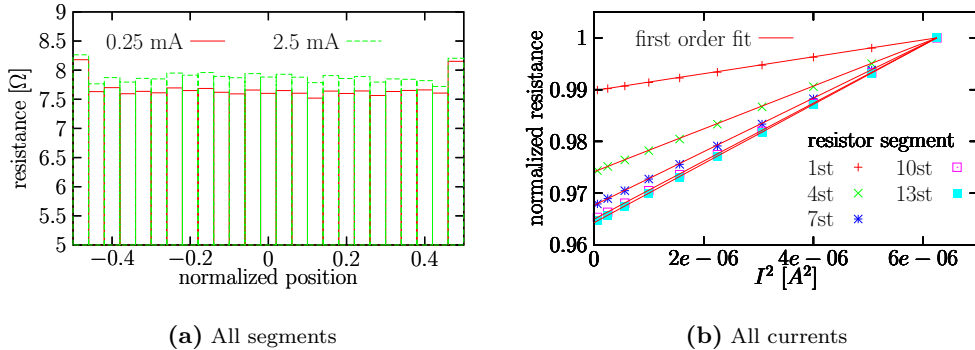 9
8.5
8
7.5
7
6.5
6
5.5
5
resistance [Ω]
0.25 mA
2.5 mA
−0.4 −0.2 0 0.2 0.4
normalized position
(a) All segments
1
0.99
0.98
0.97
0.96
normalized resistance
first order fit
resistor segment
1st
10st
4st
13st
7st
0 2e − 06 4e − 06 6e − 06
I² [A²]
(b) All currents